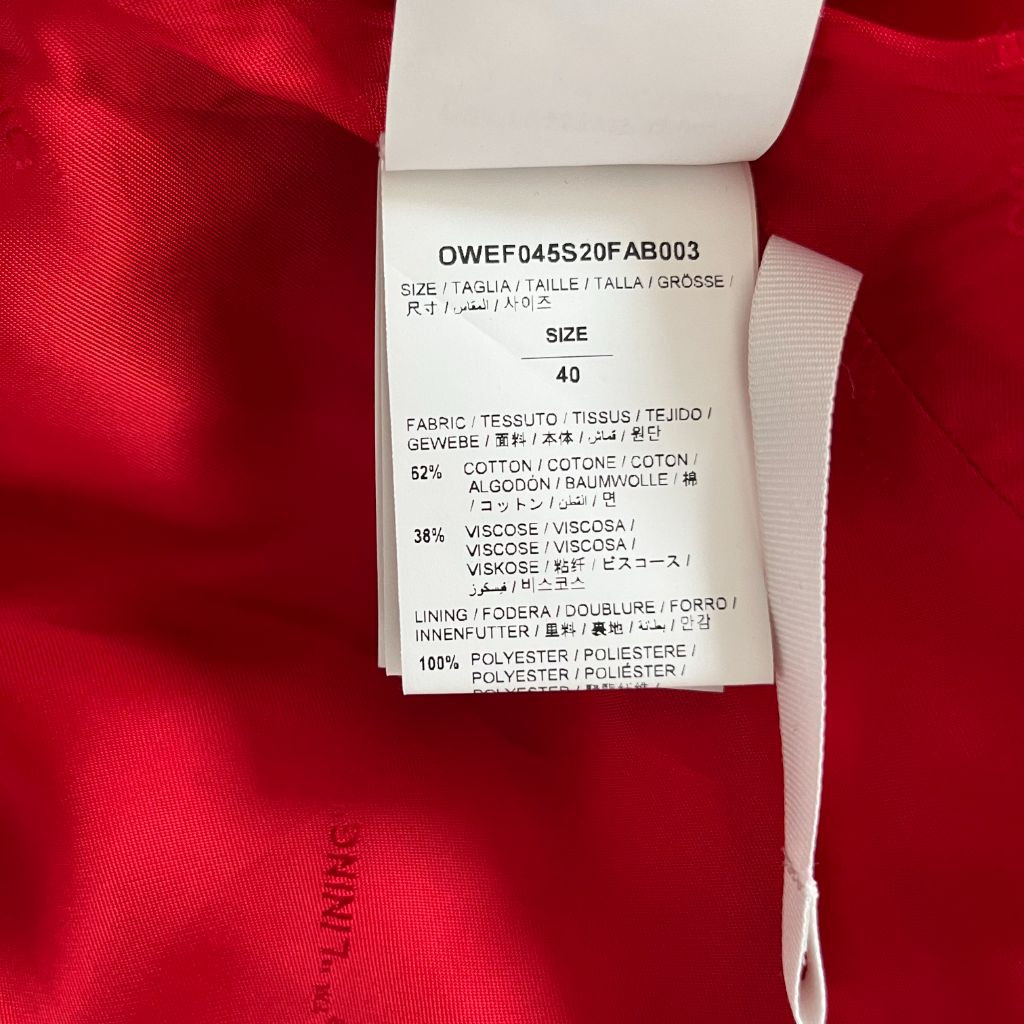 OWEF045S20FAB003
SIZE / TAGLIA / TAILLE / TALLA / GRÖSSE /
尺寸 / المقاس / 사이즈
SIZE
40
FABRIC / TESSUTO / TISSUS / TEJIDO /
GEWEBE / 面料 / 本体 / قماش / 원단
62% COTTON / COTONE / COTON /
ALGODÓN / BAUMWOLLE / 棉
/ コットン / القطن / 면
38% VISCOSE / VISCOSA /
VISCOSE / VISCOSA /
VISKOSE / 粘纤 / ビスコース /
فيسكوز / 비스코스
LINING / FODERA / DOUBLURE / FORRO /
INNENFUTTER / 里料 / 裏地 / بطانة / 안감
100% POLYESTER / POLIESTERE /
POLYESTER / POLIÉSTER /
POLYESTER /
"LINING"